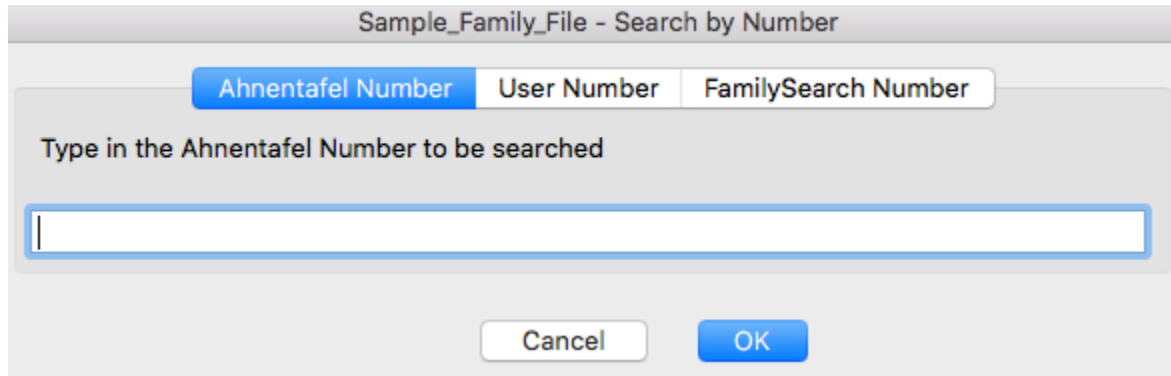 Sample_Family_File - Search by Number
Ahnentafel Number User Number FamilySearch Number
Type in the Ahnentafel Number to be searched
Cancel OK